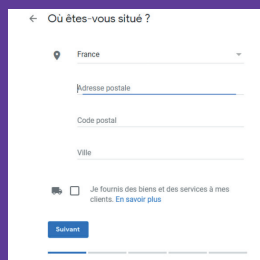 Où êtes-vous situé ?
France
Adresse postale
Code postal
Ville
Je fournis des biens et des services à mes
clients. En savoir plus
Suivant